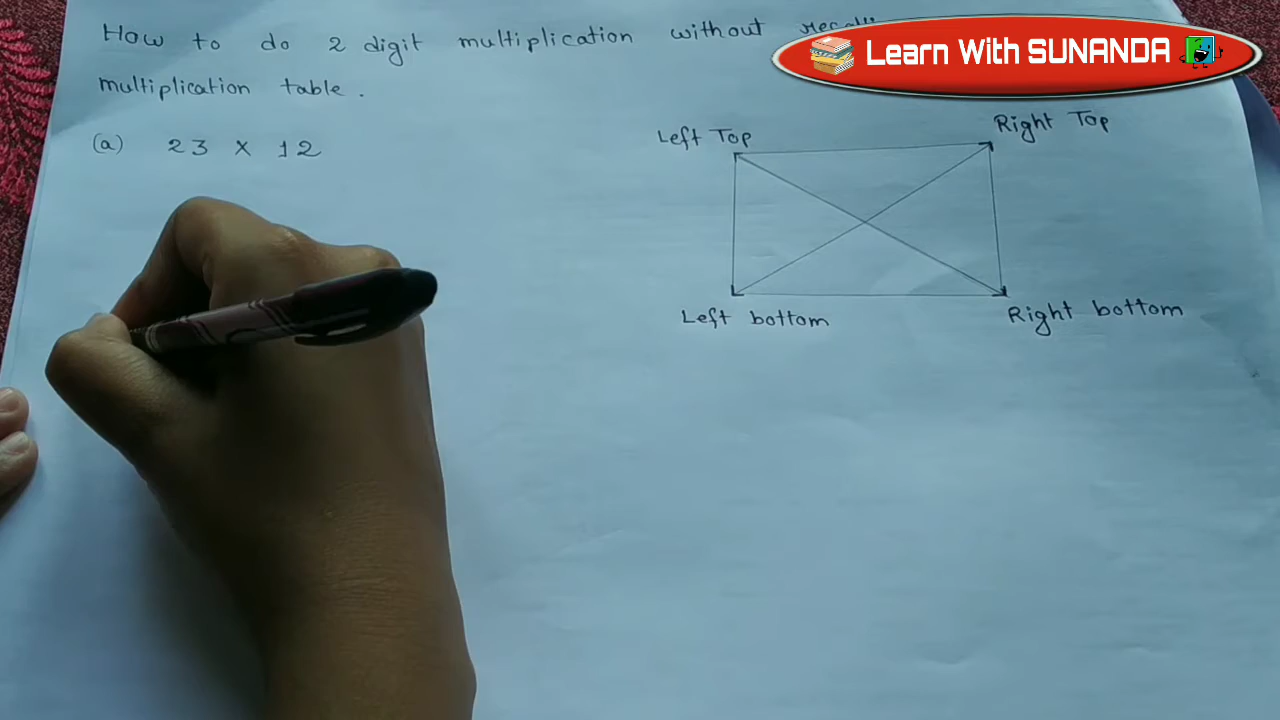 How to do 2 digit multiplication without
multiplication table.
Learn With SUNANDA
(a) 23 x 12
Left Top
Right Top
Left bottom
Right bottom